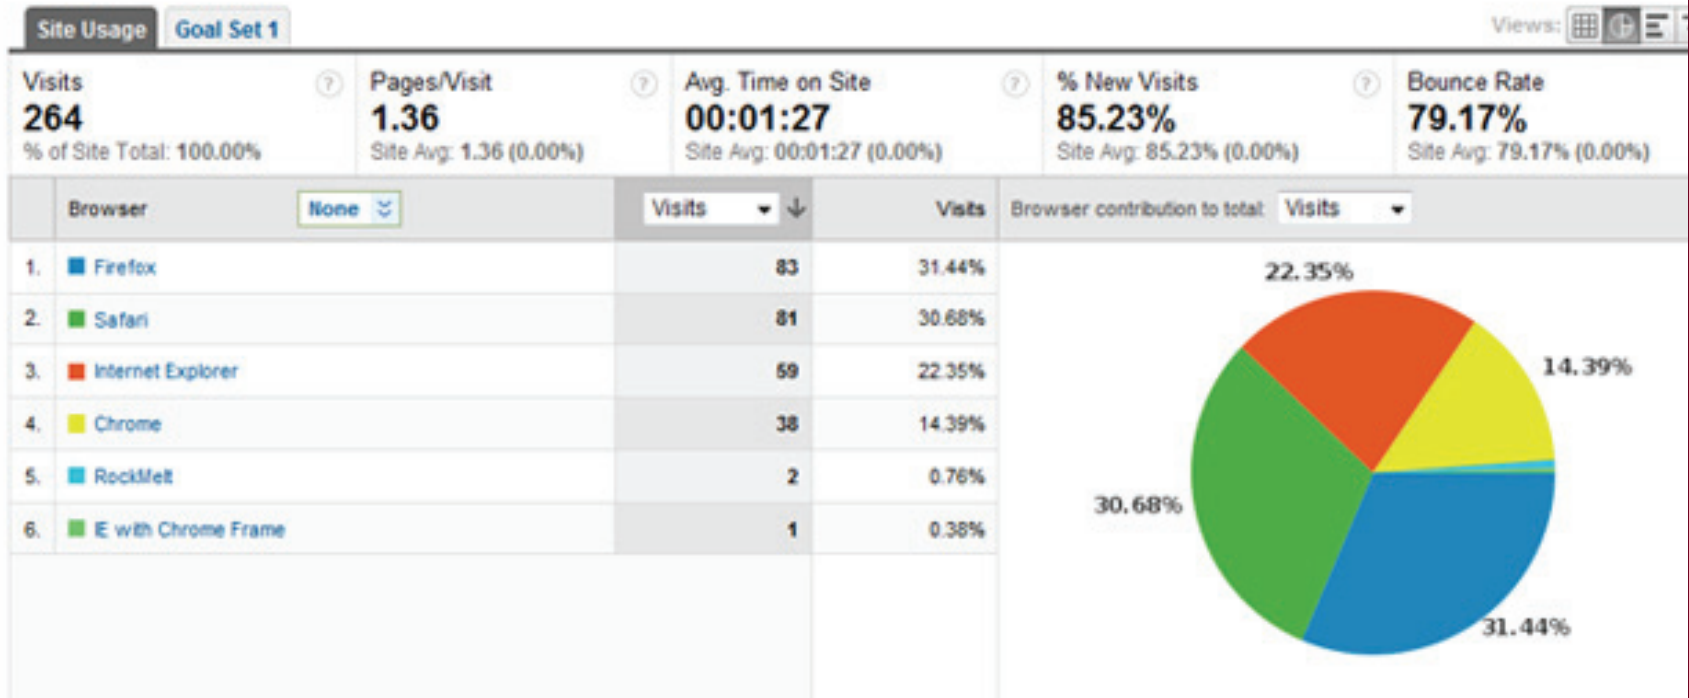 Site Usage Goal Set 1 Views:
Visits Pages/Visit Avg. Time on Site % New Visits Bounce Rate
264 1.36 00:01:27 85.23% 79.17%
% of Site Total: 100.00% Site Avg: 1.36 (0.00%) Site Avg: 00:01:27 (0.00%) Site Avg: 85.23% (0.00%) Site Avg: 79.17% (0.00%)
Browser None Visits Visits Browser contribution to total: Visits
1. Firefox 83 31.44%
2. Safari 81 30.68%
3. Internet Explorer 59 22.35%
4. Chrome 38 14.39%
5. RockMelt 2 0.76%
6. IE with Chrome Frame 1 0.38%
22.35%
14.39%
30.68%
31.44%